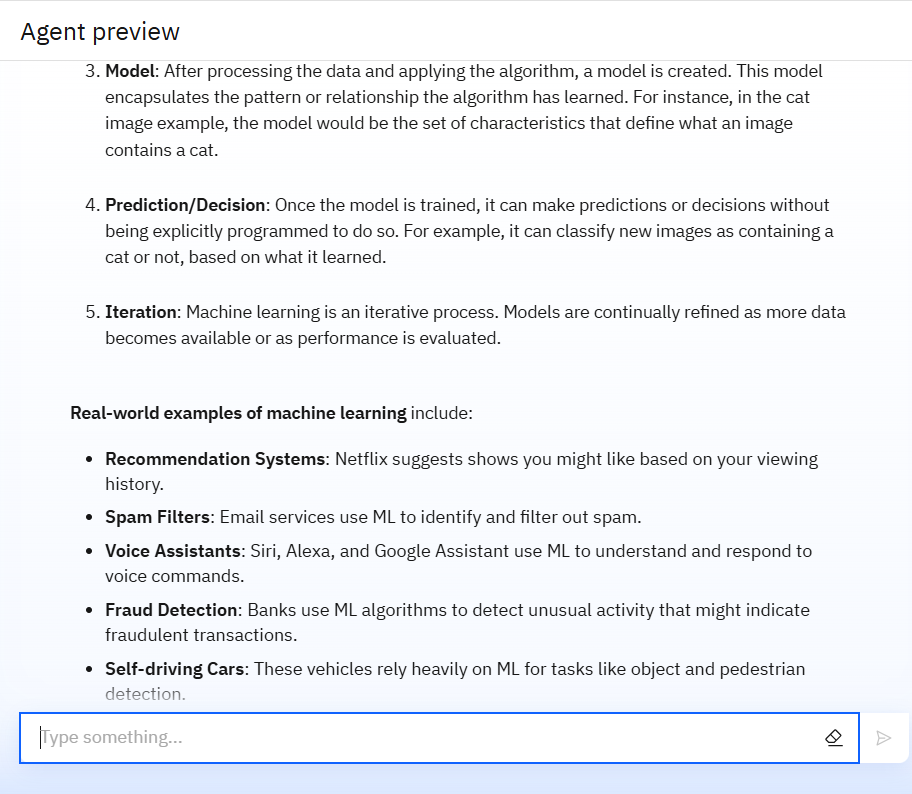 Agent preview
3. Model: After processing the data and applying the algorithm, a model is created. This model
encapsulates the pattern or relationship the algorithm has learned. For instance, in the cat
image example, the model would be the set of characteristics that define what an image
contains a cat.
4. Prediction/Decision: Once the model is trained, it can make predictions or decisions without
being explicitly programmed to do so. For example, it can classify new images as containing a
cat or not, based on what it learned.
5. Iteration: Machine learning is an iterative process. Models are continually refined as more data
becomes available or as performance is evaluated.
Real-world examples of machine learning include:
• Recommendation Systems: Netflix suggests shows you might like based on your viewing
history.
• Spam Filters: Email services use ML to identify and filter out spam.
• Voice Assistants: Siri, Alexa, and Google Assistant use ML to understand and respond to
voice commands.
• Fraud Detection: Banks use ML algorithms to detect unusual activity that might indicate
fraudulent transactions.
• Self-driving Cars: These vehicles rely heavily on ML for tasks like object and pedestrian
detection.
Type something...